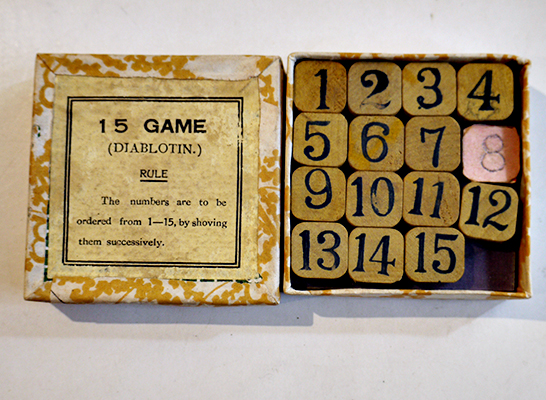 15 GAME
(DIABLOTIN.)
RULE
The numbers are to be
ordered from 1—15, by shoving
them successively.
1 2 3 4
5 6 7 8
9 10 11 12
13 14 15